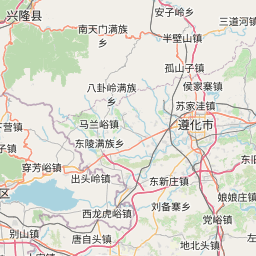 兴隆县
安子岭乡
三道河
南天门满族
乡
半壁山镇
孤山子镇
八卦岭满族
乡
侯家寨镇
苏家洼镇
马兰峪镇
遵化市
下营镇
东陵满族乡
东旧
穿芳峪镇
出头岭镇
东新庄镇
区
娘娘庄镇
西龙虎峪镇
刘备寨乡
党峪镇
别山镇
唐自头镇
地北头镇